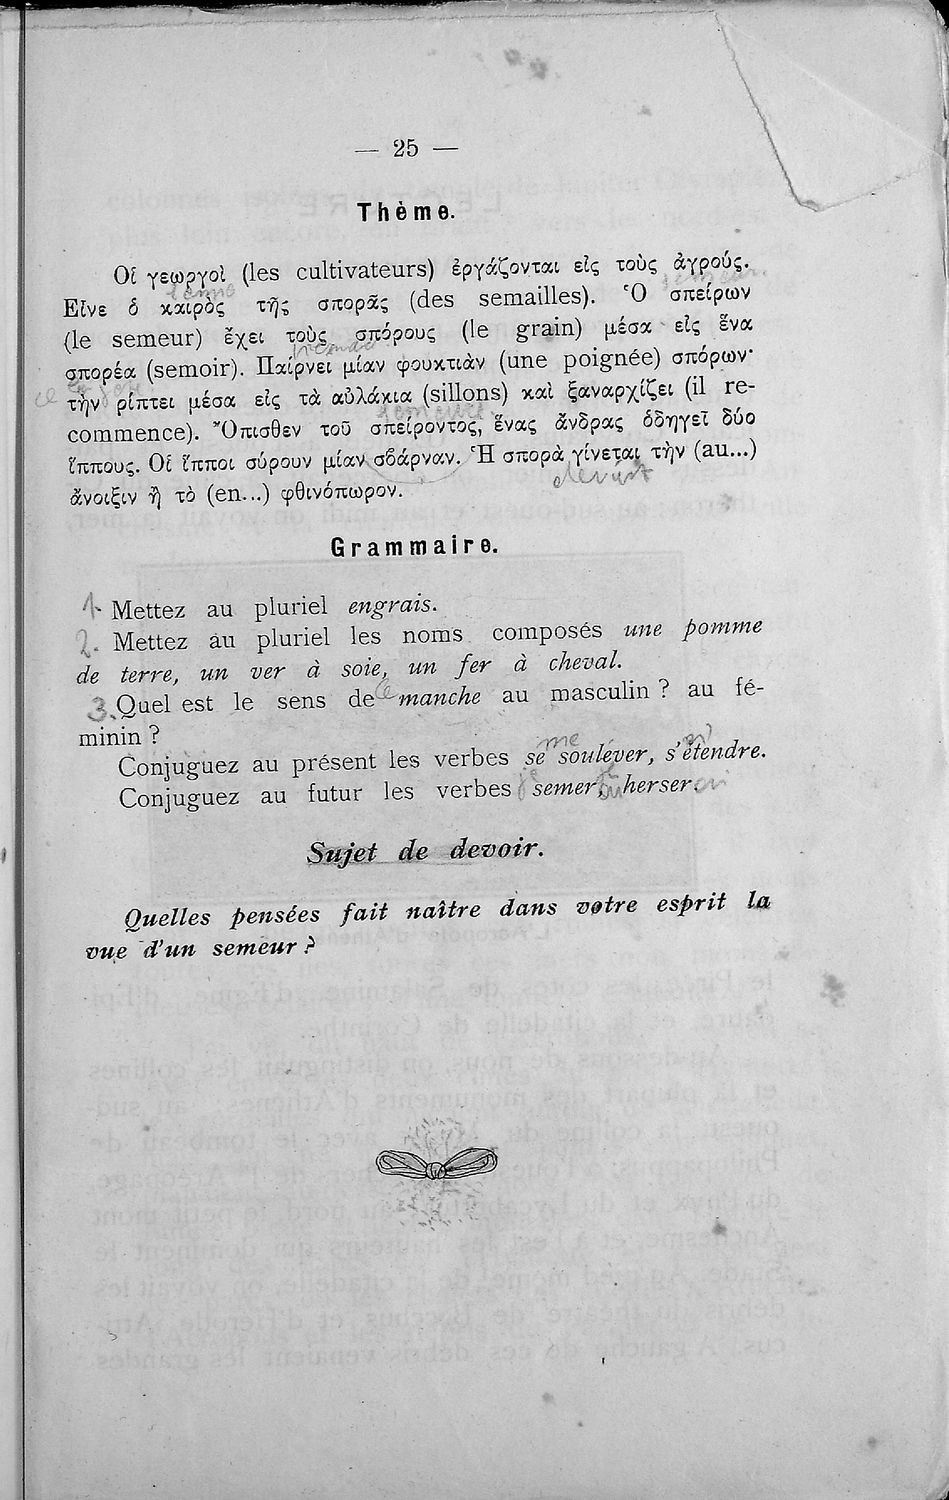 — 25 —
Thème.
Οἱ γεωργοὶ (les cultivateurs) ἐργάζονται εἰς τοὺς ἀγρούς.
Εἶνε ὁ καιρὸς τῆς σπορᾶς (des semailles). Ὁ σπείρων
(le semeur) ἔχει τοὺς σπόρους (le grain) μέσα εἰς ἕνα
σπορέα (semoir). Παίρνει μίαν φουκτιὰν (une poignée) σπόρων·
τὴν ρίπτει μέσα εἰς τὰ αὐλάκια (sillons) καὶ ξαναρχίζει (il re-
commence). Ὄπισθεν τοῦ σπείροντος, ἕνας ἄνδρας ὁδηγεῖ δύο
ἵππους. Οἱ ἵπποι σύρουν μίαν σβάρναν. Ἡ σπορὰ γίνεται τὴν (au...)
ἄνοιξιν ἢ τὸ (en...) φθινόπωρον.
Grammaire.
1. Mettez au pluriel engrais.
2. Mettez au pluriel les noms composés une pomme
de terre, un ver à soie, un fer à cheval.
3. Quel est le sens de manche au masculin ? au fé-
minin ?
me
Conjuguez au présent les verbes se soulever, s'étendre.
Conjuguez au futur les verbes semer, herser.
Sujet de devoir.
Quelles pensées fait naître dans votre esprit la
vue d'un semeur ?